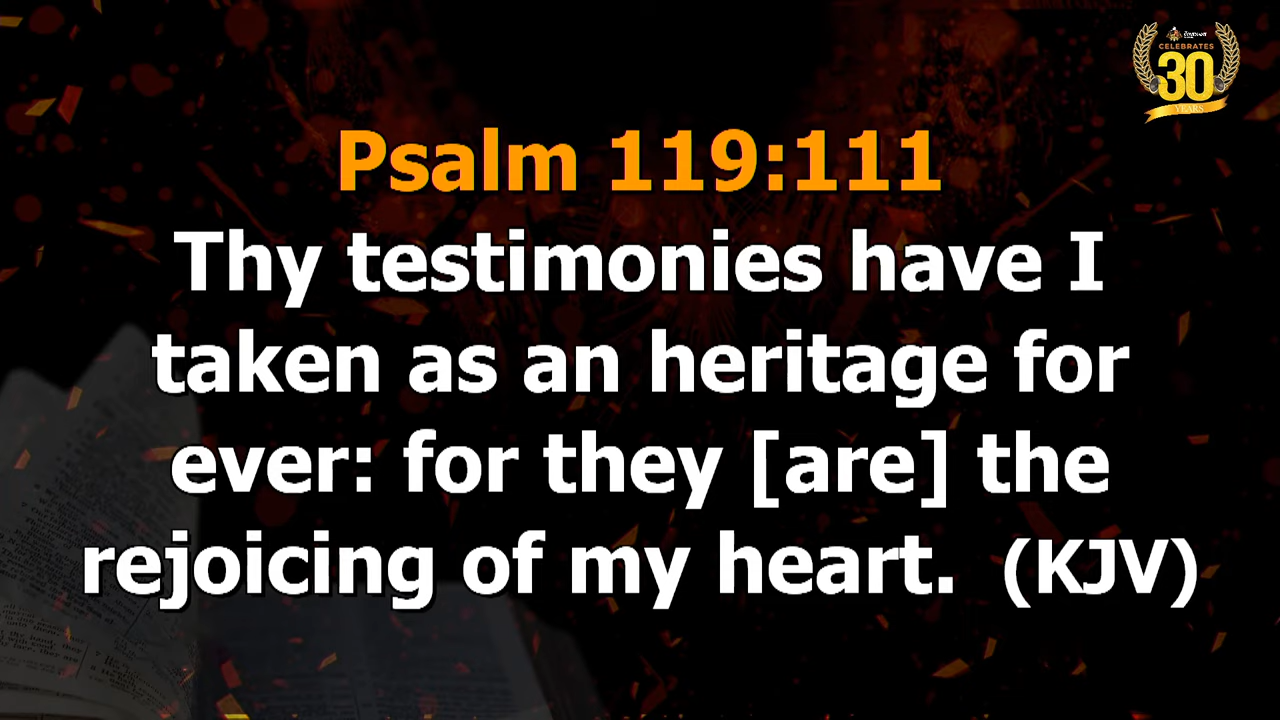 CELEBRATES
30
YEARS
Psalm 119:111
Thy testimonies have I
taken as an heritage for
ever: for they [are] the
rejoicing of my heart. (KJV)